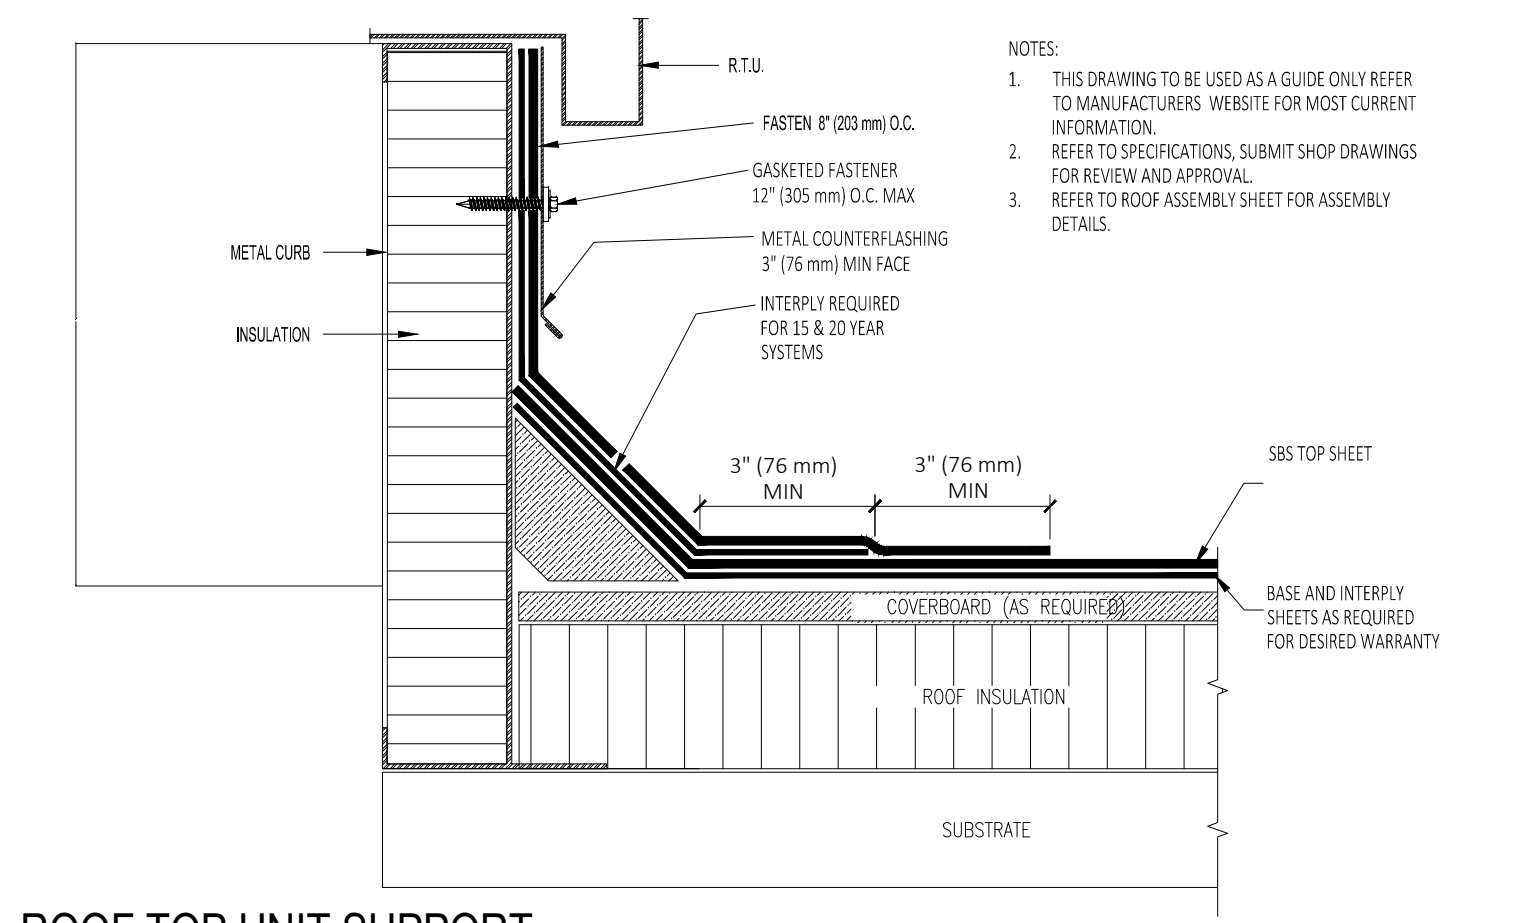 R.T.U.
FASTEN 8" (203 mm) O.C.
GASKETED FASTENER
12" (305 mm) O.C. MAX
METAL COUNTERFLASHING
3" (76 mm) MIN FACE
INTERPLY REQUIRED
FOR 15 & 20 YEAR
SYSTEMS
METAL CURB
INSULATION
NOTES:
1. THIS DRAWING TO BE USED AS A GUIDE ONLY REFER
TO MANUFACTURERS WEBSITE FOR MOST CURRENT
INFORMATION.
2. REFER TO SPECIFICATIONS, SUBMIT SHOP DRAWINGS
FOR REVIEW AND APPROVAL.
3. REFER TO ROOF ASSEMBLY SHEET FOR ASSEMBLY
DETAILS.
3" (76 mm)
MIN
3" (76 mm)
MIN
SBS TOP SHEET
BASE AND INTERPLY
SHEETS AS REQUIRED
FOR DESIRED WARRANTY
COVERBOARD (AS REQUIRED)
ROOF INSULATION
SUBSTRATE
ROOF TOP UNIT SUPPORT